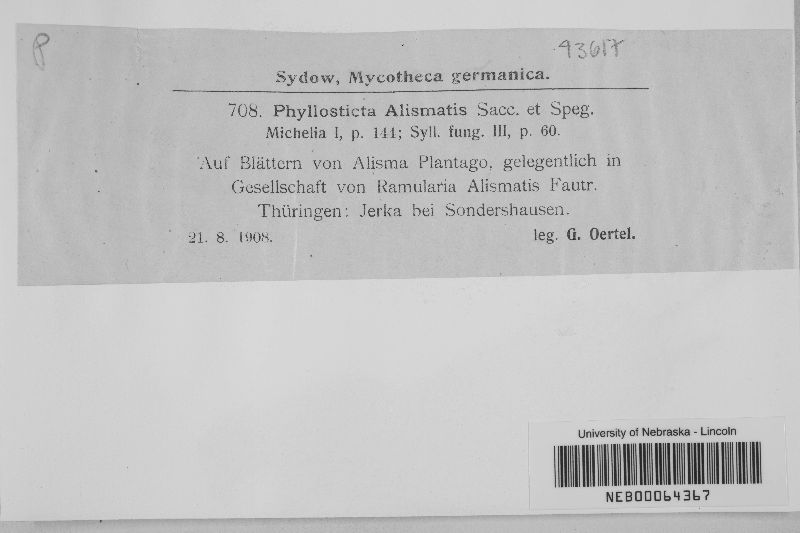 P
93617
Sydow, Mycotheca germanica.
708. Phyllosticta Alismatis Sacc. et Speg.
Michelia I, p. 144; Syll. fung. III, p. 60.
Auf Blättern von Alisma Plantago, gelegentlich in
Gesellschaft von Ramularia Alismatis Fautr.
Thüringen: Jerka bei Sondershausen.
21. 8. 1908. leg. G. Oertel.
University of Nebraska - Lincoln
NEB00064367